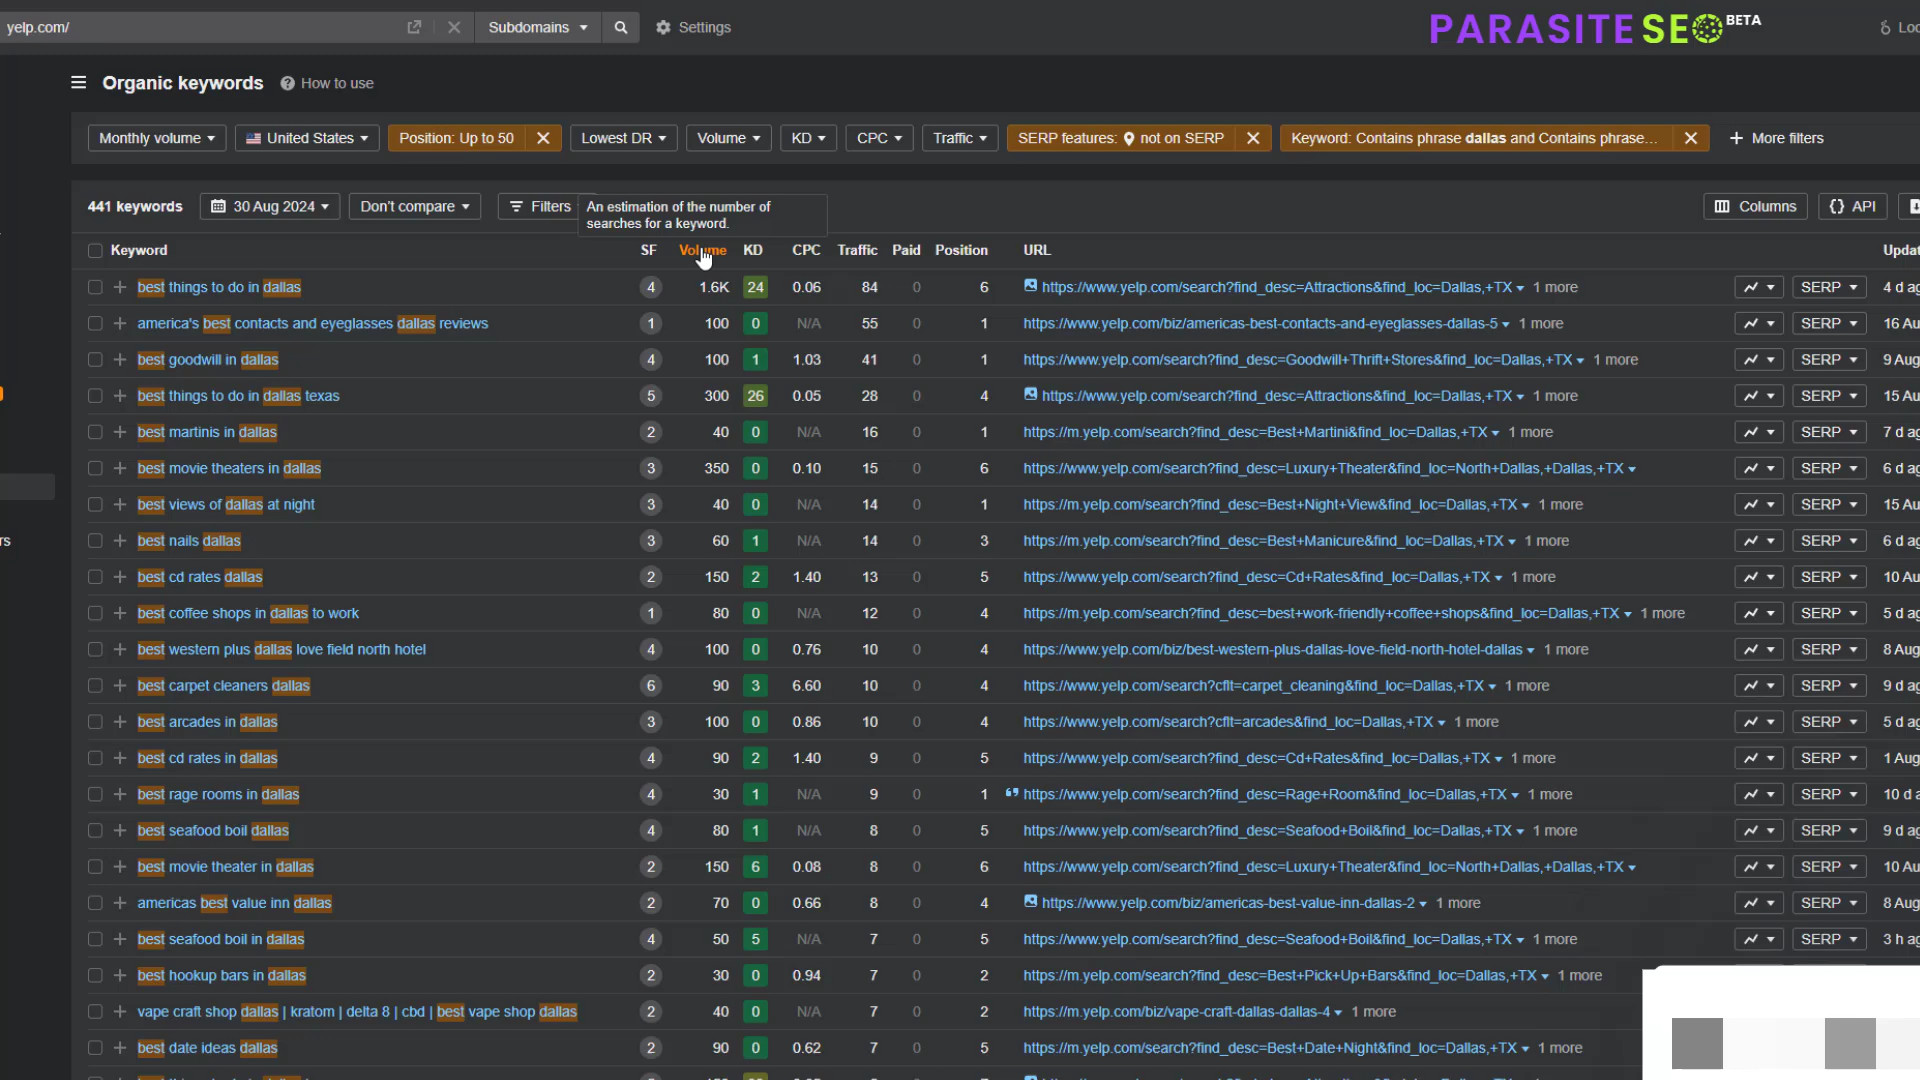 yelp.com/ Subdomains Settings PARASITE SEO BETA
Organic keywords How to use
Monthly volume United States Position: Up to 50 Lowest DR Volume KD CPC Traffic SERP features: not on SERP Keyword: Contains phrase dallas and Contains phrase... + More filters
441 keywords 30 Aug 2024 Don't compare Filters An estimation of the number of Columns {} API
searches for a keyword.
Keyword SF Volume KD CPC Traffic Paid Position URL
best things to do in dallas 4 1.6K 24 0.06 84 0 6 https://www.yelp.com/search?find_desc=Attractions&find_loc=Dallas,+TX 1 more SERP
america's best contacts and eyeglasses dallas reviews 1 100 0 N/A 55 0 1 https://www.yelp.com/biz/americas-best-contacts-and-eyeglasses-dallas-5 1 more SERP 16
best goodwill in dallas 4 100 1 1.03 41 0 1 https://www.yelp.com/search?find_desc=Goodwill+Thrift+Stores&find_loc=Dallas,+TX 1 more SERP 9 Aug
best things to do in dallas texas 5 300 26 0.05 28 0 4 https://www.yelp.com/search?find_desc=Attractions&find_loc=Dallas,+TX 1 more SERP 15
best martinis in dallas 2 40 0 N/A 16 0 1 https://m.yelp.com/search?find_desc=Best+Martini&find_loc=Dallas,+TX 1 more SERP 7 d
best movie theaters in dallas 3 350 0 0.10 15 0 6 https://www.yelp.com/search?find_desc=Luxury+Theater&find_loc=North+Dallas,+Dallas,+TX SERP 6 d
best views of dallas at night 3 40 0 N/A 14 0 1 https://m.yelp.com/search?find_desc=Best+Night+View&find_loc=Dallas,+TX 1 more SERP 15
best nails dallas 3 60 1 N/A 14 0 3 https://m.yelp.com/search?find_desc=Best+Manicure&find_loc=Dallas,+TX 1 more SERP 6 d
best cd rates dallas 2 150 2 1.40 13 0 5 https://www.yelp.com/search?find_desc=Cd+Rates&find_loc=Dallas,+TX 1 more SERP 10
best coffee shops in dallas to work 1 80 0 N/A 12 0 4 https://m.yelp.com/search?find_desc=best+work-friendly+coffee+shops&find_loc=Dallas,+TX 1 more SERP 5 d
best western plus dallas love field north hotel 4 100 0 0.76 10 0 4 https://www.yelp.com/biz/best-western-plus-dallas-love-field-north-hotel-dallas 1 more SERP 8 Aug
best carpet cleaners dallas 6 90 3 6.60 10 0 4 https://www.yelp.com/search?cflt=carpet_cleaning&find_loc=Dallas,+TX 1 more SERP 9 d
best arcades in dallas 3 100 0 0.86 10 0 4 https://www.yelp.com/search?cflt=arcades&find_loc=Dallas,+TX 1 more SERP 5 d
best cd rates in dallas 4 90 2 1.40 9 0 5 https://www.yelp.com/search?find_desc=Cd+Rates&find_loc=Dallas,+TX 1 more SERP 1 Aug
best rage rooms in dallas 4 30 1 N/A 9 0 1 https://www.yelp.com/search?find_desc=Rage+Room&find_loc=Dallas,+TX 1 more SERP 10 d
best seafood boil dallas 4 80 1 N/A 8 0 5 https://www.yelp.com/search?find_desc=Seafood+Boil&find_loc=Dallas,+TX 1 more SERP 9 d
best movie theater in dallas 2 150 6 0.08 8 0 6 https://www.yelp.com/search?find_desc=Luxury+Theater&find_loc=North+Dallas,+Dallas,+TX SERP 10
americas best value inn dallas 2 70 0 0.66 8 0 4 https://www.yelp.com/biz/americas-best-value-inn-dallas-2 1 more SERP 8 Aug
best seafood boil in dallas 4 50 5 N/A 7 0 5 https://www.yelp.com/search?find_desc=Seafood+Boil&find_loc=Dallas,+TX 1 more SERP 3 h
best hookup bars in dallas 2 30 0 0.94 7 0 2 https://m.yelp.com/search?find_desc=Best+Pick+Up+Bars&find_loc=Dallas,+TX 1 more
vape craft shop dallas | kratom | delta 8 | cbd | best vape shop dallas 2 40 0 N/A 7 0 2 https://m.yelp.com/biz/vape-craft-dallas-dallas-4 1 more
best date ideas dallas 2 90 0 0.62 7 0 5 https://m.yelp.com/search?find_desc=Best+Date+Night&find_loc=Dallas,+TX 1 more